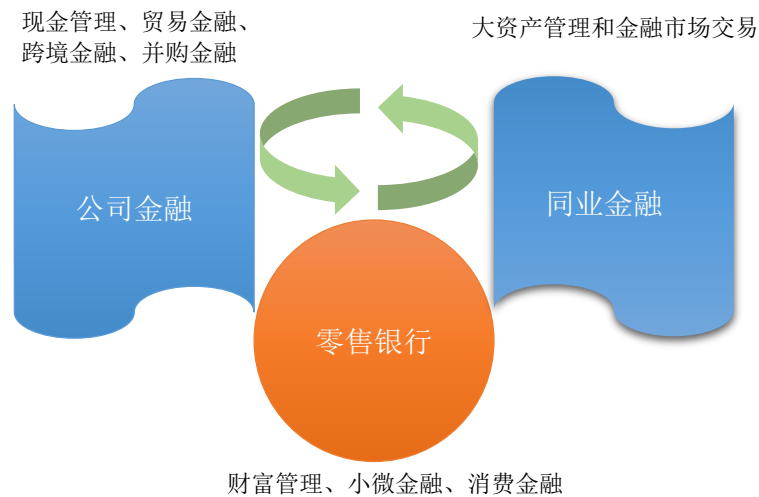 现金管理、贸易金融、
跨境金融、并购金融
大资产管理和金融市场交易
公司金融
同业金融
零售银行
财富管理、小微金融、消费金融